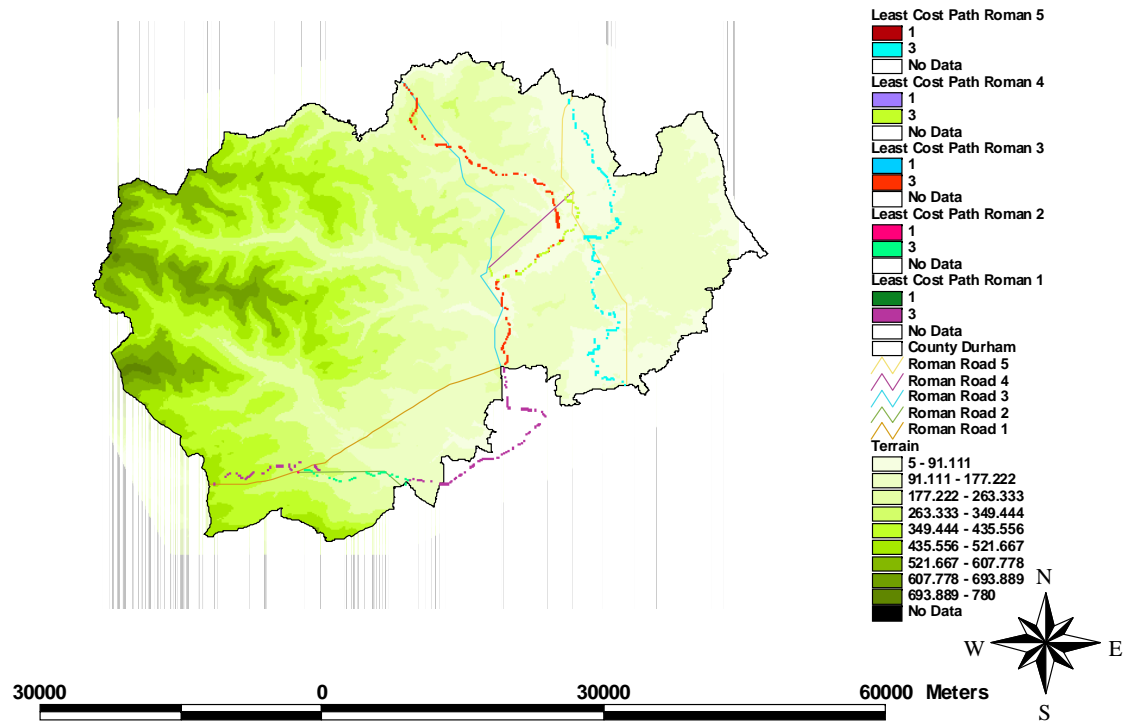 Least Cost Path Roman 5
1
3
No Data
Least Cost Path Roman 4
1
3
No Data
Least Cost Path Roman 3
1
3
No Data
Least Cost Path Roman 2
1
3
No Data
Least Cost Path Roman 1
1
3
No Data
County Durham
Roman Road 5
Roman Road 4
Roman Road 3
Roman Road 2
Roman Road 1
Terrain
5 - 91.111
91.111 - 177.222
177.222 - 263.333
263.333 - 349.444
349.444 - 435.556
435.556 - 521.667
521.667 - 607.778
607.778 - 693.889
693.889 - 780
No Data
N
W E
S
30000 0 30000 60000 Meters